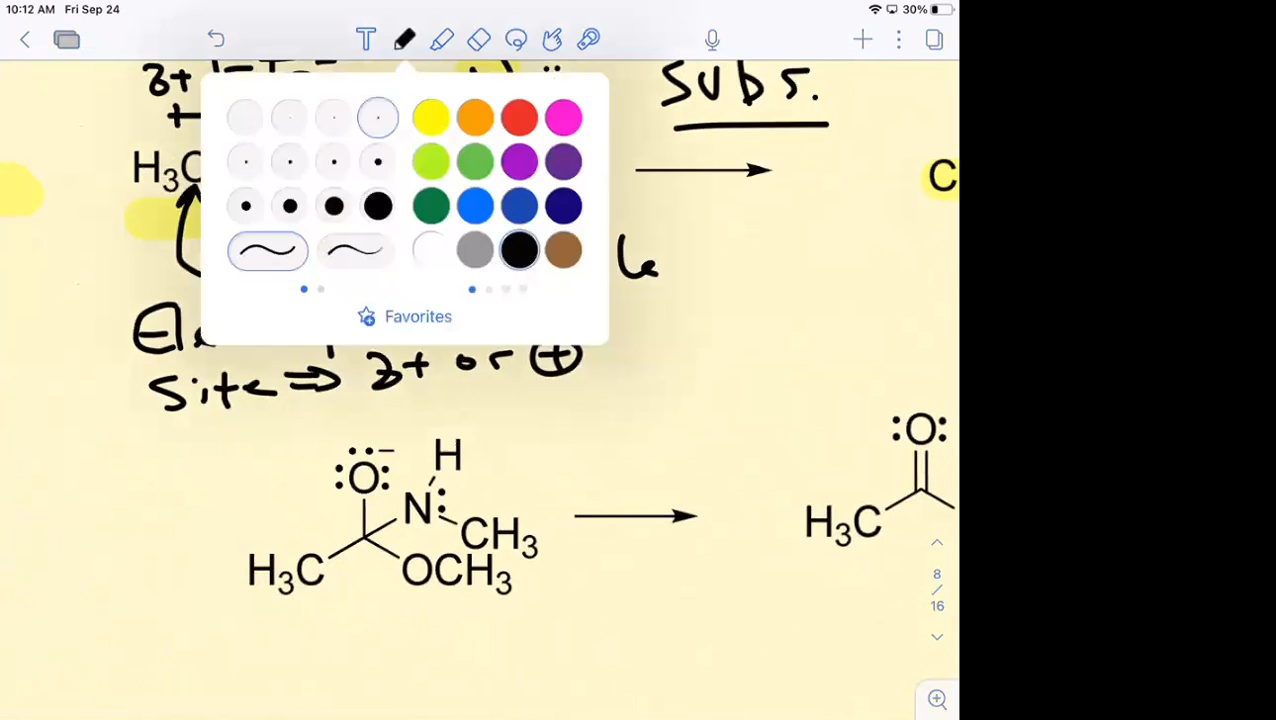 10:12 AM Fri Sep 24
30%
T
δ+
Subs.
H₃C
C
Favorites
Site ⇒ δ+ or ⊕
:O:⁻
H
N:
CH₃
H₃C
OCH₃
:O:
H₃C
8
/
16